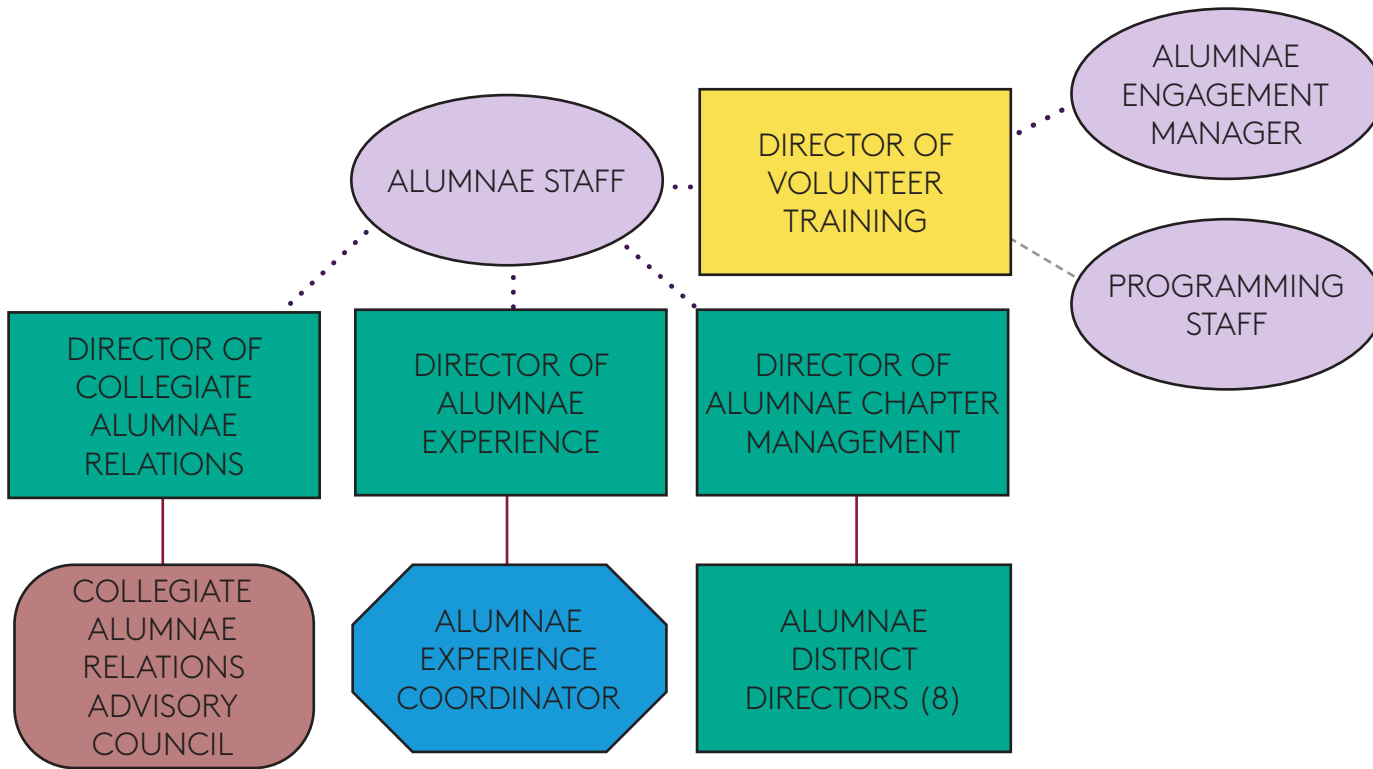 ALUMNAE
ENGAGEMENT
MANAGER
ALUMNAE STAFF
DIRECTOR OF
VOLUNTEER
TRAINING
PROGRAMMING
STAFF
DIRECTOR OF
COLLEGIATE
ALUMNAE
RELATIONS
DIRECTOR OF
ALUMNAE
EXPERIENCE
DIRECTOR OF
ALUMNAE CHAPTER
MANAGEMENT
COLLEGIATE
ALUMNAE
RELATIONS
ADVISORY
COUNCIL
ALUMNAE
EXPERIENCE
COORDINATOR
ALUMNAE
DISTRICT
DIRECTORS (8)